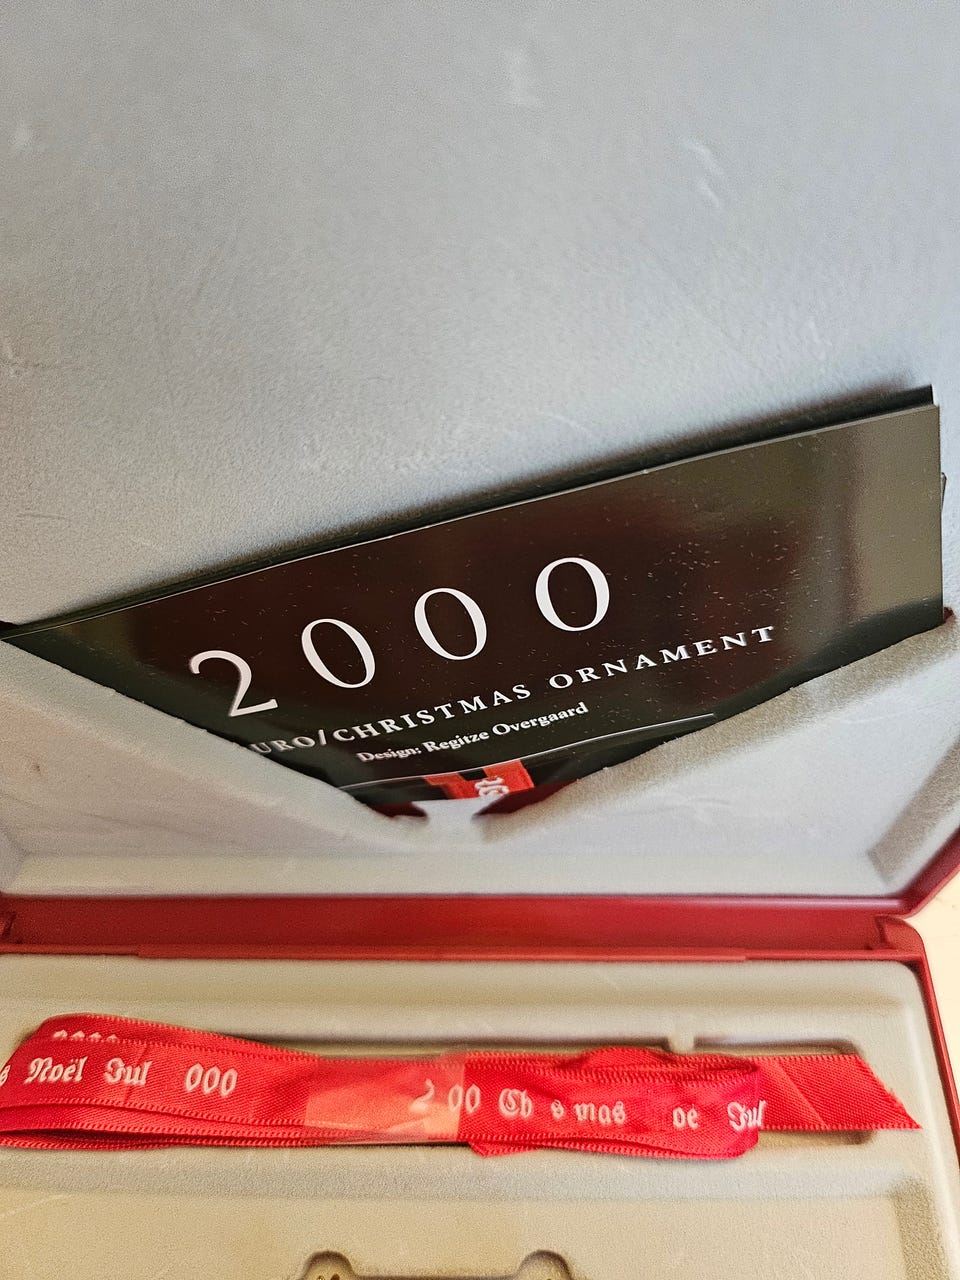 2000
URO/CHRISTMAS ORNAMENT
Design: Regitze Overgaard
s Noël Jul 000
2 00 Ch s mas oe Jul